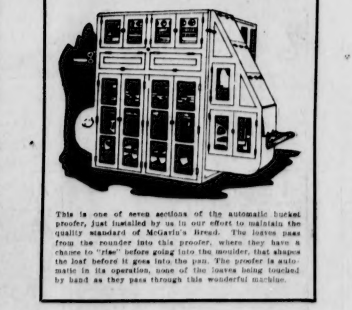 This is one of seven sections of the automatic bucket
proofer, just installed by us in our effort to maintain the
quality standard of McGavin's Bread. The loaves pass
from the rounder into this proofer, where they have a
chance to "rise" before going into the moulder, that shapes
the loaf before it goes into the pan. The proofer is auto-
matic in its operation, none of the loaves being touched
by hand as they pass through this wonderful machine.